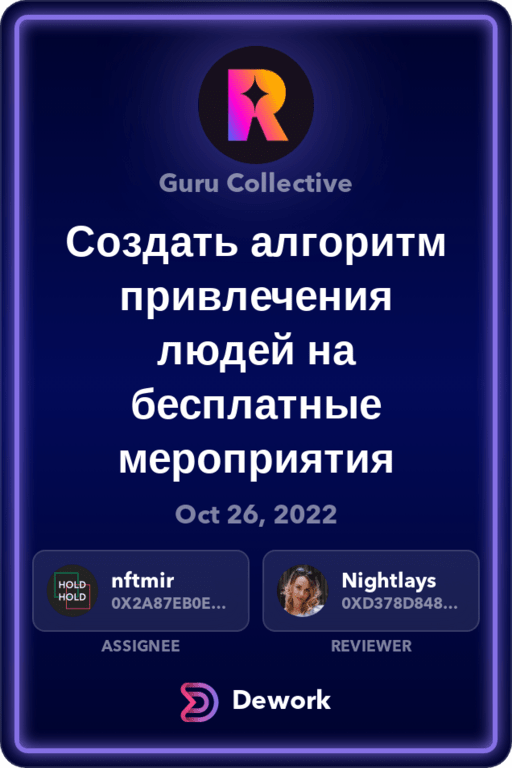 Guru Collective
Создать алгоритм
привлечения
людей на
бесплатные
мероприятия
Oct 26, 2022
HOLD
HOLD
nftmir
0X2A87EB0E...
Nightlays
0XD378D848...
ASSIGNEE
REVIEWER
Dework